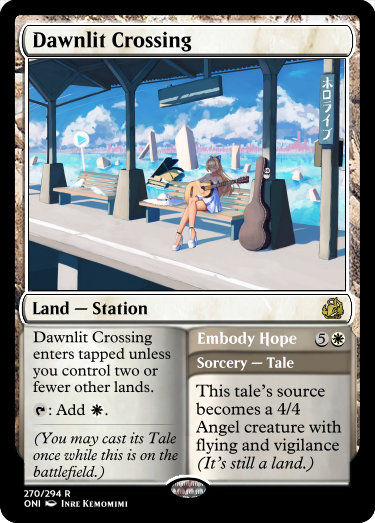 Dawnlit Crossing
ホロライブ
Land — Station
Dawnlit Crossing
enters tapped unless
you control two or
fewer other lands.
: Add .
(You may cast its Tale
once while this is on the
battlefield.)
Embody Hope 5
Sorcery — Tale
This tale's source
becomes a 4/4
Angel creature with
flying and vigilance
(It's still a land.)
270/294 R
ONI Inre Kemomimi